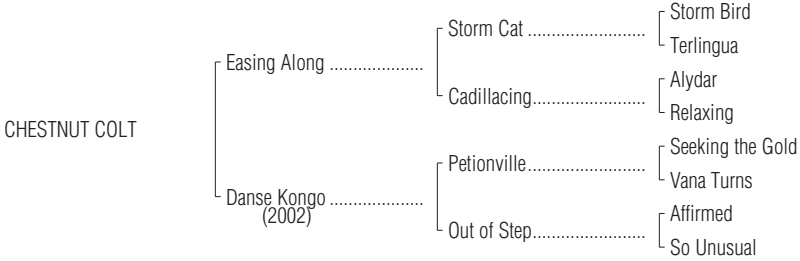 Storm Bird
Storm Cat ..........................
Terlingua
Easing Along ....................
Alydar
Cadillacing.........................
Relaxing
CHESTNUT COLT
Seeking the Gold
Petionville..........................
Vana Turns
Danse Kongo ....................
(2002)
Affirmed
Out of Step.........................
So Unusual